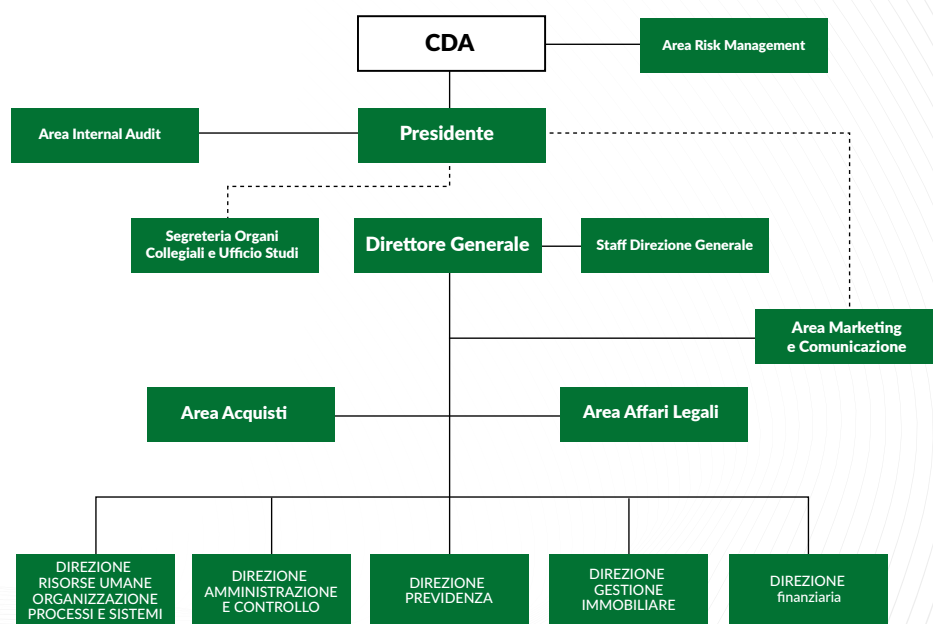 CDA
Area Risk Management
Area Internal Audit
Presidente
Segreteria Organi
Collegiali e Ufficio Studi
Direttore Generale
Staff Direzione Generale
Area Marketing
e Comunicazione
Area Acquisti
Area Affari Legali
DIREZIONE
RISORSE UMANE
ORGANIZZAZIONE
PROCESSI E SISTEMI
DIREZIONE
AMMINISTRAZIONE
E CONTROLLO
DIREZIONE
PREVIDENZA
DIREZIONE
GESTIONE
IMMOBILIARE
DIREZIONE
finanziaria